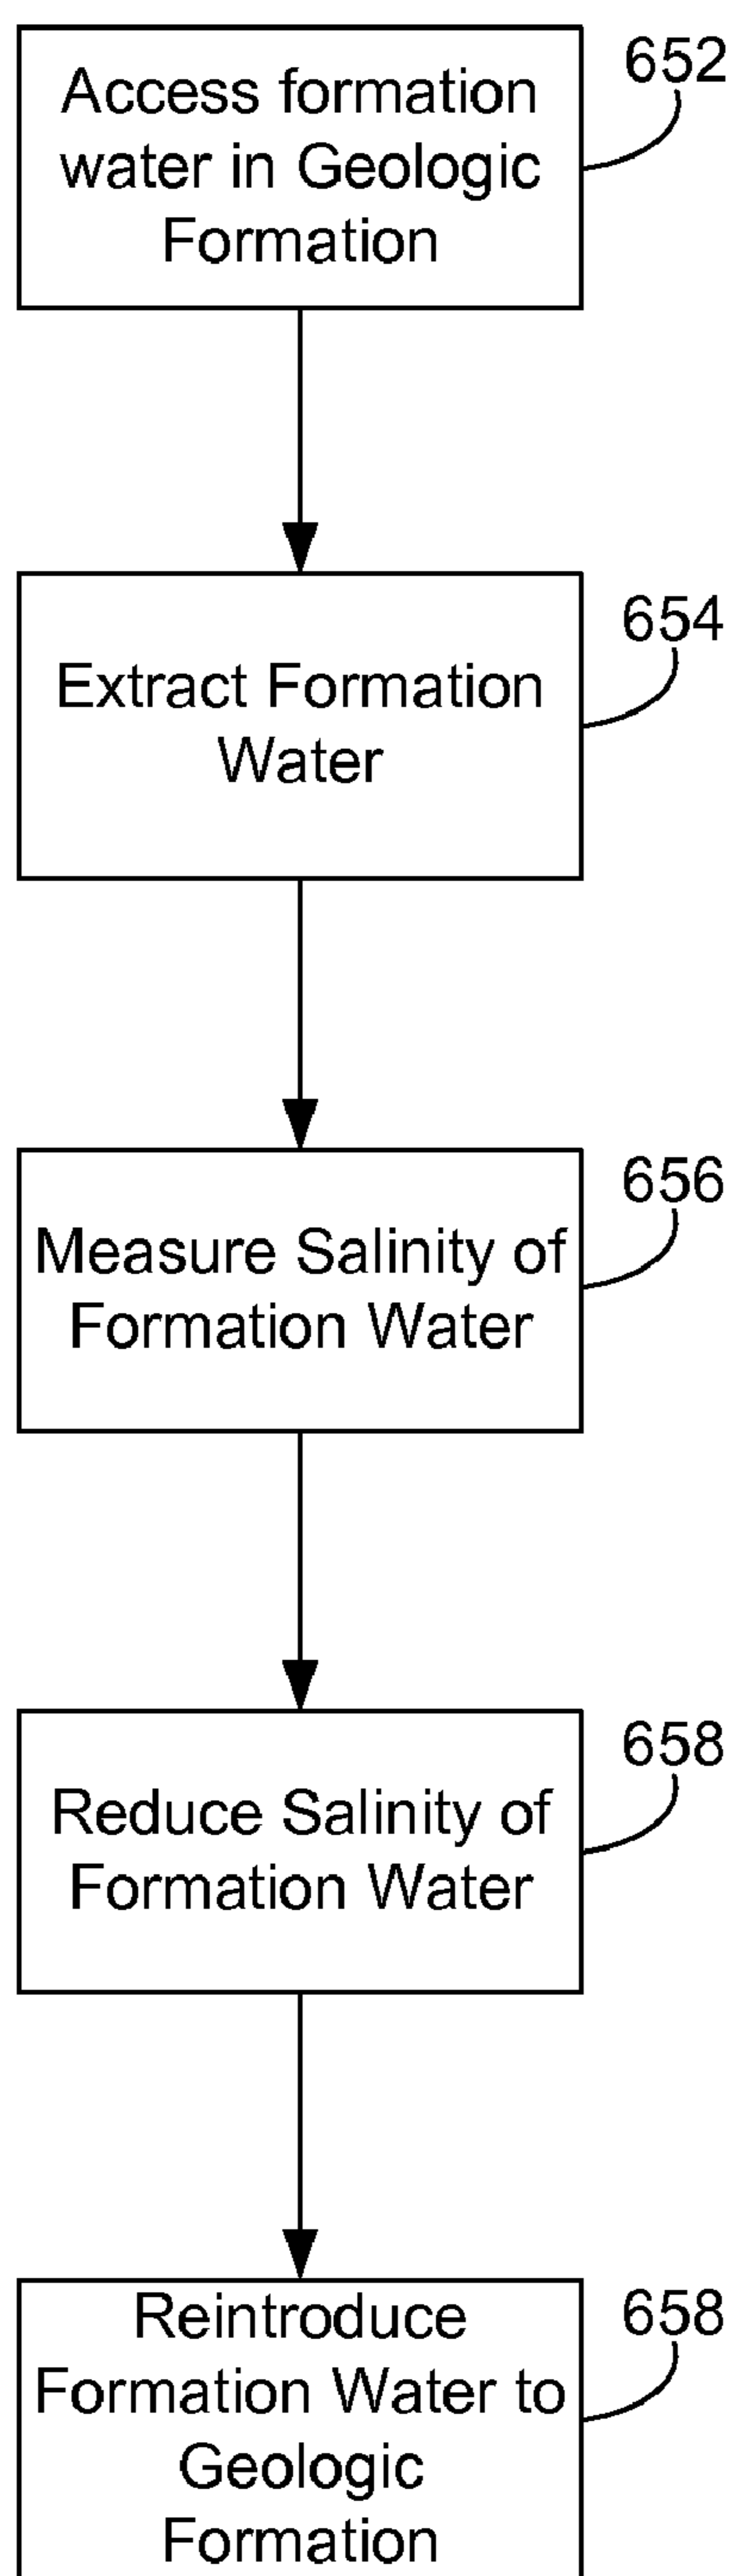 Access formation
water in Geologic
Formation
652
Extract Formation
Water
654
Measure Salinity of
Formation Water
656
Reduce Salinity of
Formation Water
658
Reintroduce
Formation Water to
Geologic
Formation
658